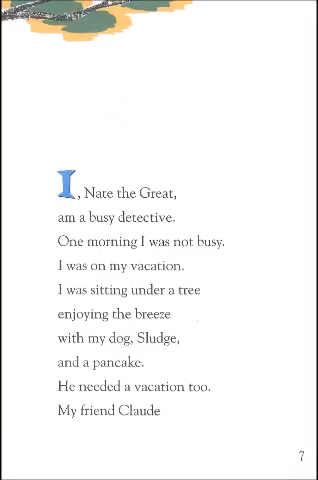 I, Nate the Great,
am a busy detective.
One morning I was not busy.
I was on my vacation.
I was sitting under a tree
enjoying the breeze
with my dog, Sludge,
and a pancake.
He needed a vacation too.
My friend Claude
7